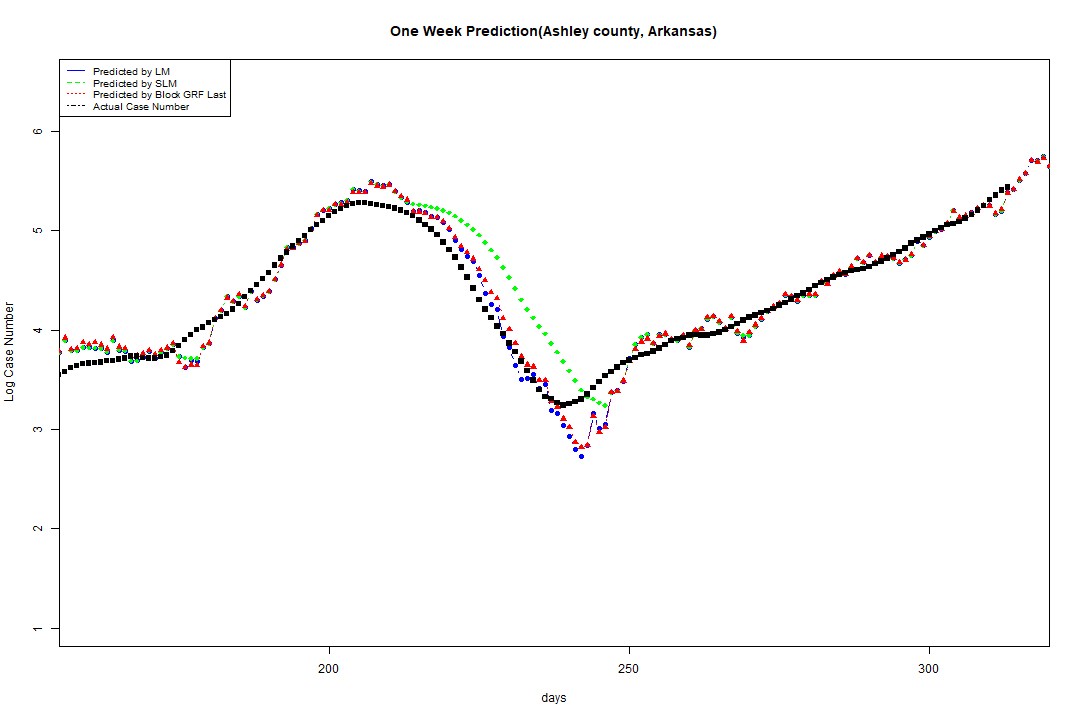 One Week Prediction(Ashley county, Arkansas)
Predicted by LM
Predicted by SLM
Predicted by Block GRF Last
Actual Case Number
6
5
4
3
2
1
Log Case Number
200 250 300
days